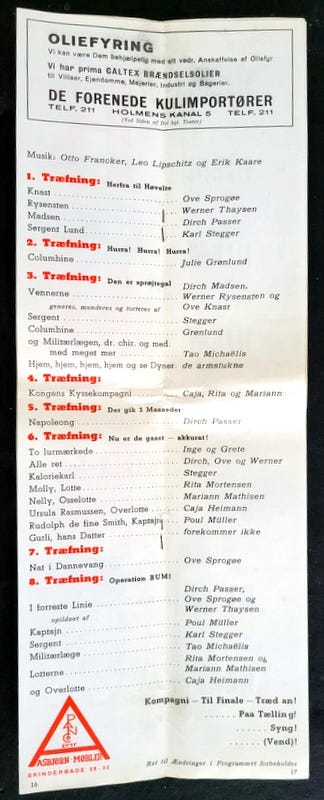 OLIEFYRING
Vi kan være Dem behjælpelig med alt vedr. Anskaffelse af Oliefyr
Vi har prima CALTEX BRÆNDSELSOLIER
til Villaer, Ejendomme, Mejerier, Industri og Bagerier.
DE FORENEDE KULIMPORTØRER
TELF. 211 HOLMENS KANAL 5 TELF. 211
(Ved Siden af Det kgl. Teater)
Musik: Otto Francker, Leo Lipschitz og Erik Kaare
1. Træfning: Herfra til Høvelte
Knast ... Ove Sprogøe
Rysensten ... Werner Thaysen
Madsen ... Dirch Passer
Sergent Lund ... Karl Stegger
2. Træfning: Hurra! Hurra! Hurra!
Columbine ... Julie Grønlund
3. Træfning: Den er sprøjtegal
Vennerne ... Dirch Madsen,
Werner Rysensten og
generes, munderes og torteres af Ove Knast
Sergent ... Stegger
Columbine ... Grønlund
og Militærlægen, dr. chir. og med.
med meget mer ... Tao Michaëlis
Hjem, hjem, hjem, hjem og se Dyner de armstukne
4. Træfning:
Kongens Kyssekompagni ... Caja, Rita og Mariann
5. Træfning: Der gik 3 Maaneder
Napoleong ... Dirch Passer
6. Træfning: Nu er de gaaet — akkurat!
To lurmærkede ... Inge og Grete
Alle ret ... Dirch, Ove og Werner
Kaloriekarl ... Stegger
Molly, Lotte ... Rita Mortensen
Nelly, Osselotte ... Mariann Mathisen
Ursula Rasmussen, Overlotte ... Caja Heimann
Rudolph de fine Smith, Kaptajn ... Poul Müller
Gurli, hans Datter ... forekommer ikke
7. Træfning:
Nat i Dannevang ... Ove Sprogøe
8. Træfning: Operation BUM!
Dirch Passer,
I forreste Linie ... Ove Sprogøe og
opildnet af Werner Thaysen
Kaptajn ... Poul Müller
Sergent ... Karl Stegger
Militærlæge ... Tao Michaëlis
Lotterne ... Rita Mortensen og
Mariann Mathisen
og Overlotte ... Caja Heimann
Kompagni — Til Finale — Træd an!
...... Paa Tælling!
...... Syng!
...... (Vend)!
ASBJØRN-MØBLER
SKINDERGADE
Ret til Ændringer i Programmet forbeholdes
16
17